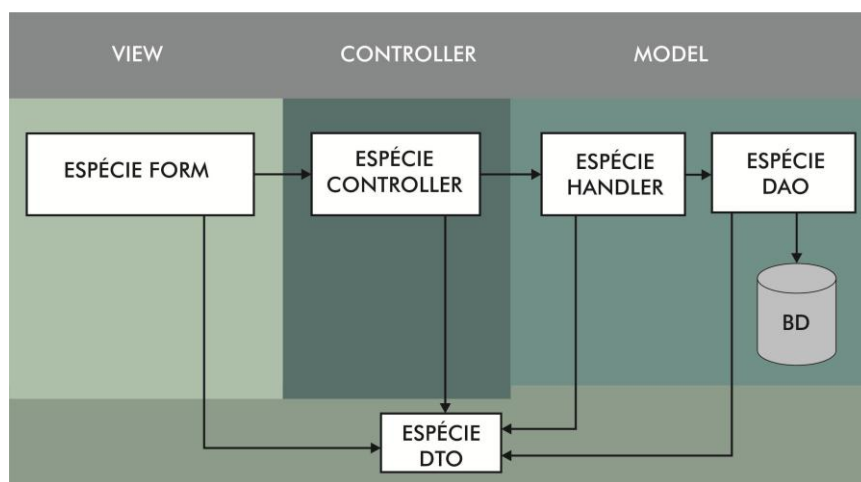 VIEW
CONTROLLER
MODEL
ESPÉCIE FORM
ESPÉCIE
CONTROLLER
ESPÉCIE
HANDLER
ESPÉCIE
DAO
BD
ESPÉCIE
DTO